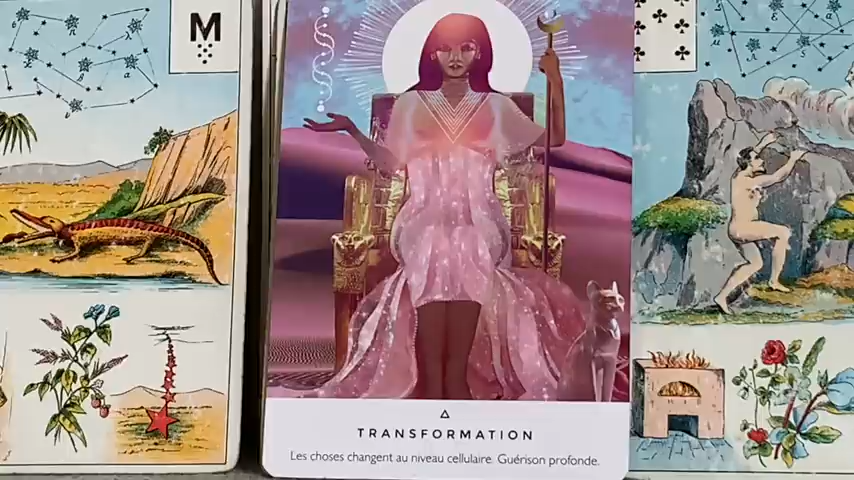 M
TRANSFORMATION
Les choses changent au niveau cellulaire. Guérison profonde.